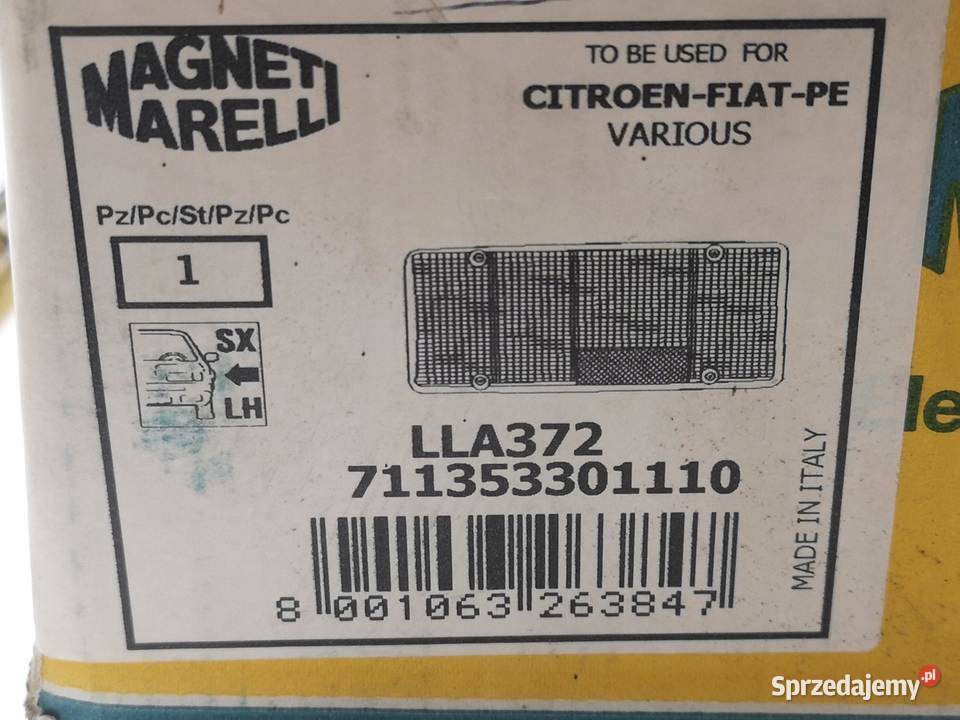 MAGNETI
MARELLI
TO BE USED FOR
CITROEN-FIAT-PE
VARIOUS
Pz/Pc/St/Pz/Pc
1
SX
LH
LLA372
711353301110
MADE IN ITALY
8 001063 263847
le
Sprzedajemy.pl